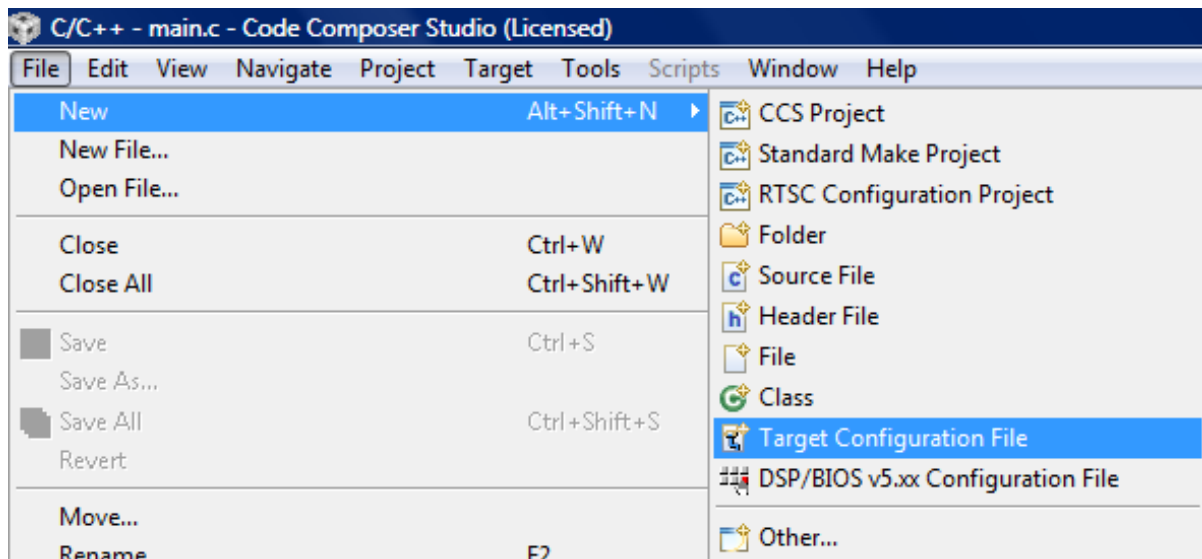 C/C++ - main.c - Code Composer Studio (Licensed)
File Edit View Navigate Project Target Tools Scripts Window Help
New Alt+Shift+N
New File...
Open File...
Close Ctrl+W
Close All Ctrl+Shift+W
Save Ctrl+S
Save As...
Save All Ctrl+Shift+S
Revert
Move...
Rename... F2
CCS Project
Standard Make Project
RTSC Configuration Project
Folder
Source File
Header File
File
Class
Target Configuration File
DSP/BIOS v5.xx Configuration File
Other...